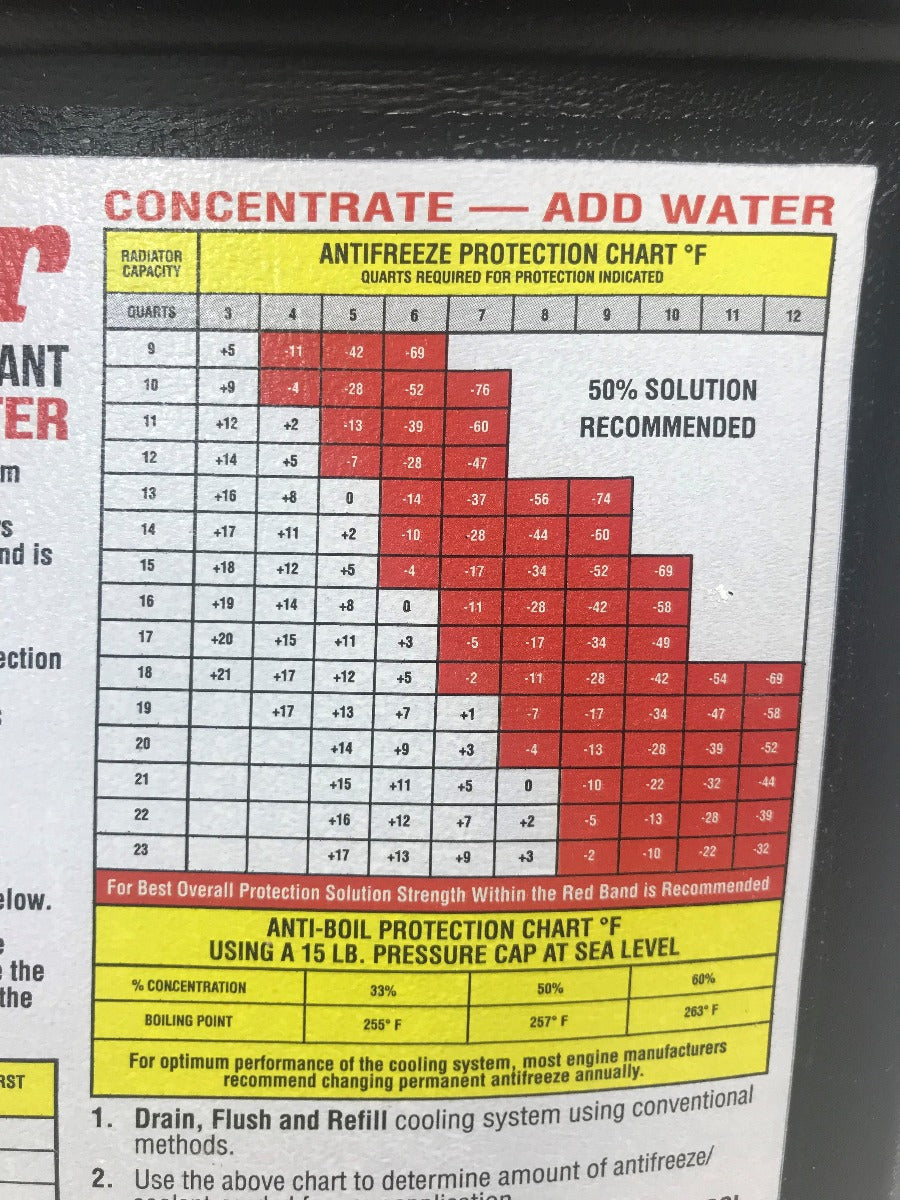 CONCENTRATE — ADD WATER
r
ANT
ER
m
s
nd is
ection
elow.
e
e the
the
RST
RADIATOR
CAPACITY
ANTIFREEZE PROTECTION CHART °F
QUARTS REQUIRED FOR PROTECTION INDICATED
QUARTS 3 4 5 6 7 8 9 10 11 12
9 +5 -11 -42 -69
10 +9 -4 -28 -52 -76
11 +12 +2 -13 -39 -60
12 +14 +5 -7 -28 -47
13 +16 +8 0 -14 -37 -56 -74
14 +17 +11 +2 -10 -28 -44 -60
15 +18 +12 +5 -4 -17 -34 -52 -69
16 +19 +14 +8 0 -11 -28 -42 -58
17 +20 +15 +11 +3 -5 -17 -34 -49
18 +21 +17 +12 +5 -2 -11 -28 -42 -54 -69
19 +17 +13 +7 +1 -7 -17 -34 -47 -58
20 +14 +9 +3 -4 -13 -28 -39 -52
21 +15 +11 +5 0 -10 -22 -32 -44
22 +16 +12 +7 +2 -5 -13 -28 -39
23 +17 +13 +9 +3 -2 -10 -22 -32
50% SOLUTION
RECOMMENDED
For Best Overall Protection Solution Strength Within the Red Band is Recommended
ANTI-BOIL PROTECTION CHART °F
USING A 15 LB. PRESSURE CAP AT SEA LEVEL
% CONCENTRATION 33% 50% 60%
BOILING POINT 255° F 257° F 263° F
For optimum performance of the cooling system, most engine manufacturers
recommend changing permanent antifreeze annually.
1. Drain, Flush and Refill cooling system using conventional
methods.
2. Use the above chart to determine amount of antifreeze/